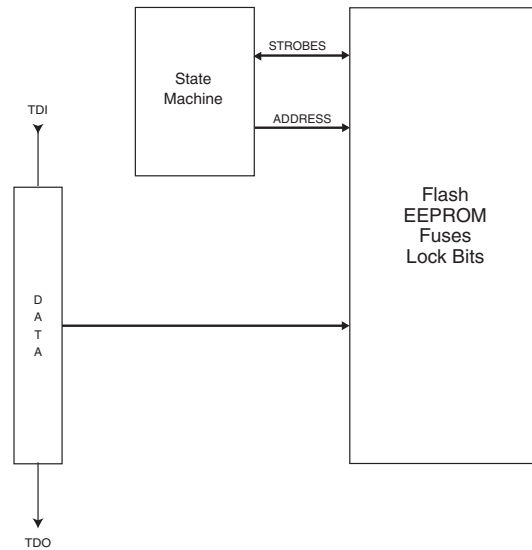 STROBES
State
Machine
ADDRESS
TDI
Flash
EEPROM
Fuses
Lock Bits
D
A
T
A
TDO